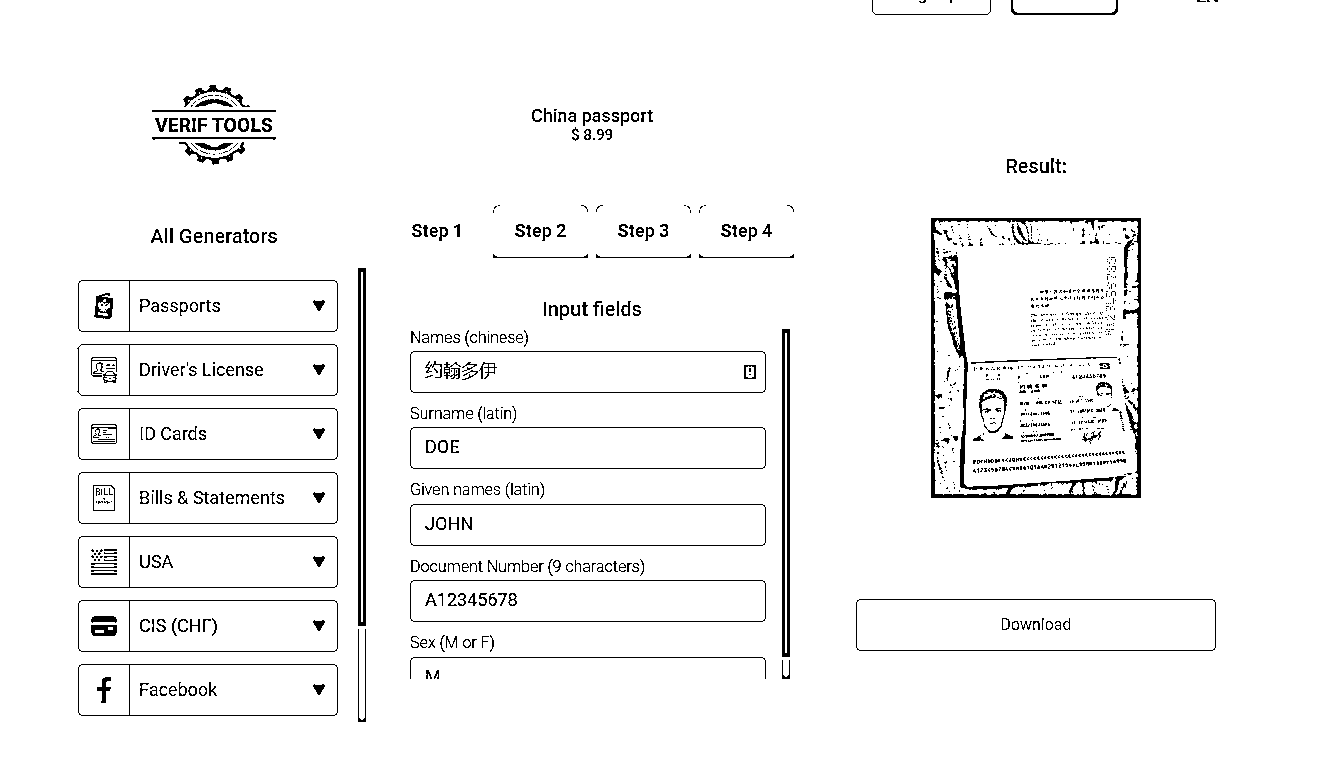 VERIF TOOLS
All Generators
Passports
Driver's License
ID Cards
Bills & Statements
USA
CIS (СНГ)
Facebook
China passport
$ 8.99
Step 1
Step 2
Step 3
Step 4
Input fields
Names (chinese)
约翰多伊
Surname (latin)
DOE
Given names (latin)
JOHN
Document Number (9 characters)
A12345678
Sex (M or F)
M
Result:
Download